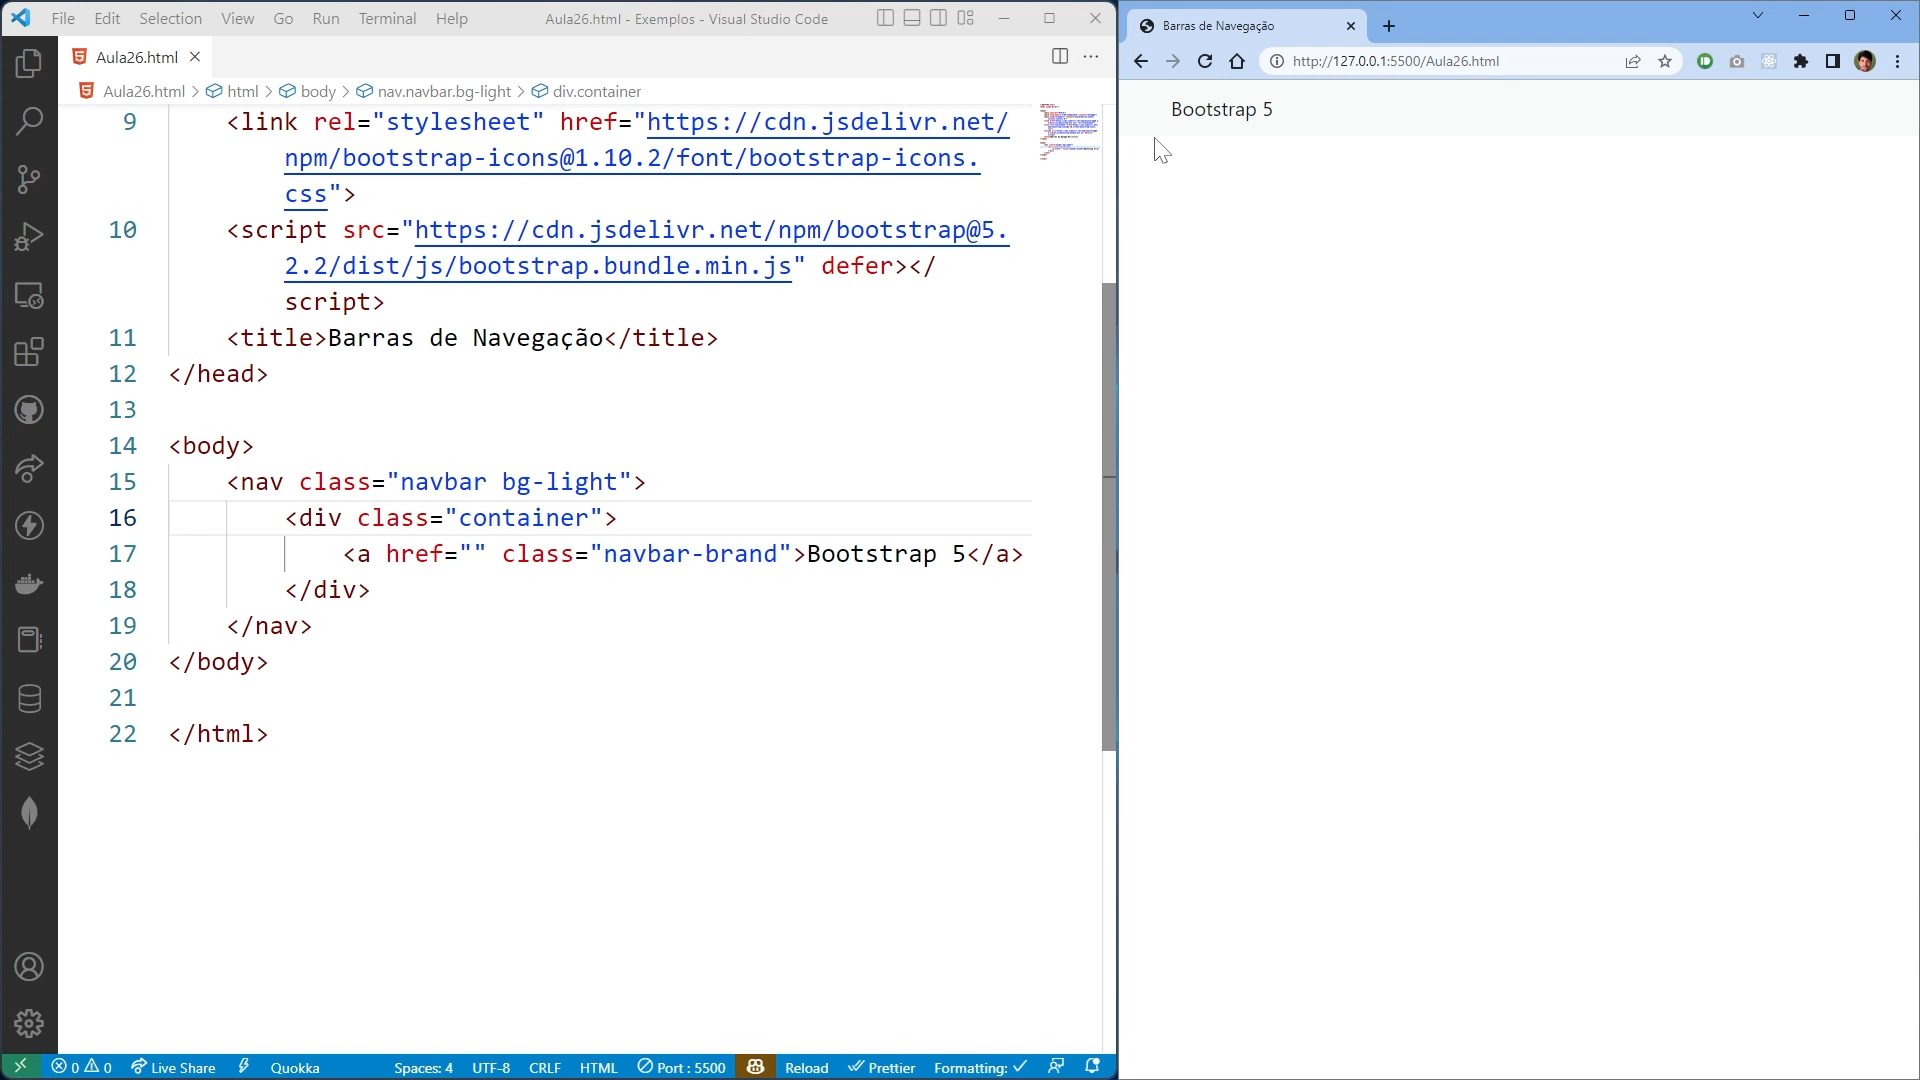 File Edit Selection View Go Run Terminal Help Aula26.html - Exemplos - Visual Studio Code
Aula26.html
Aula26.html > html > body > nav.navbar.bg-light > div.container
9 <link rel="stylesheet" href="https://cdn.jsdelivr.net/
npm/bootstrap-icons@1.10.2/font/bootstrap-icons.
css">
10 <script src="https://cdn.jsdelivr.net/npm/bootstrap@5.
2.2/dist/js/bootstrap.bundle.min.js" defer></
script>
11 <title>Barras de Navegação</title>
12 </head>
13
14 <body>
15 <nav class="navbar bg-light">
16 <div class="container">
17 <a href="" class="navbar-brand">Bootstrap 5</a>
18 </div>
19 </nav>
20 </body>
21
22 </html>
0 0 Live Share Quokka Spaces: 4 UTF-8 CRLF HTML Port : 5500 Reload Prettier Formatting:
Barras de Navegação
http://127.0.0.1:5500/Aula26.html
Bootstrap 5